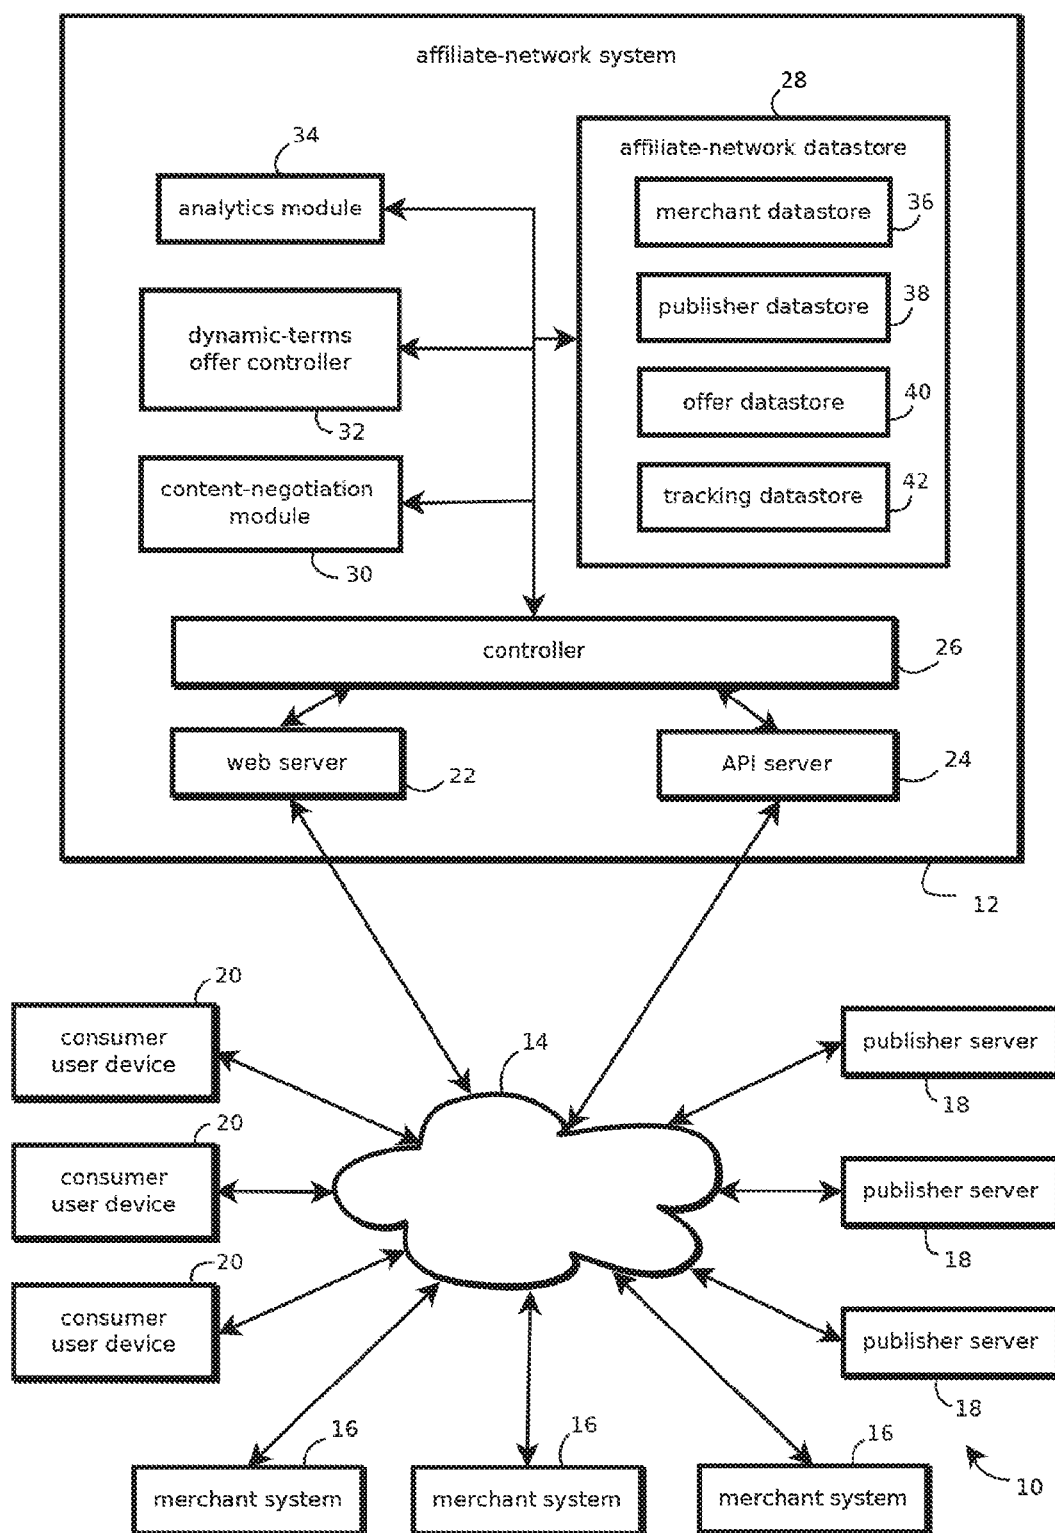 affiliate-network system
28
34
affiliate-network datastore
analytics module
merchant datastore
36
publisher datastore
38
dynamic-terms
offer controller
32
offer datastore
40
content-negotiation
module
30
tracking datastore
42
controller
26
web server
22
API server
24
12
20
consumer
user device
14
publisher server
18
20
consumer
user device
publisher server
18
20
consumer
user device
publisher server
18
16
merchant system
16
merchant system
16
merchant system
10